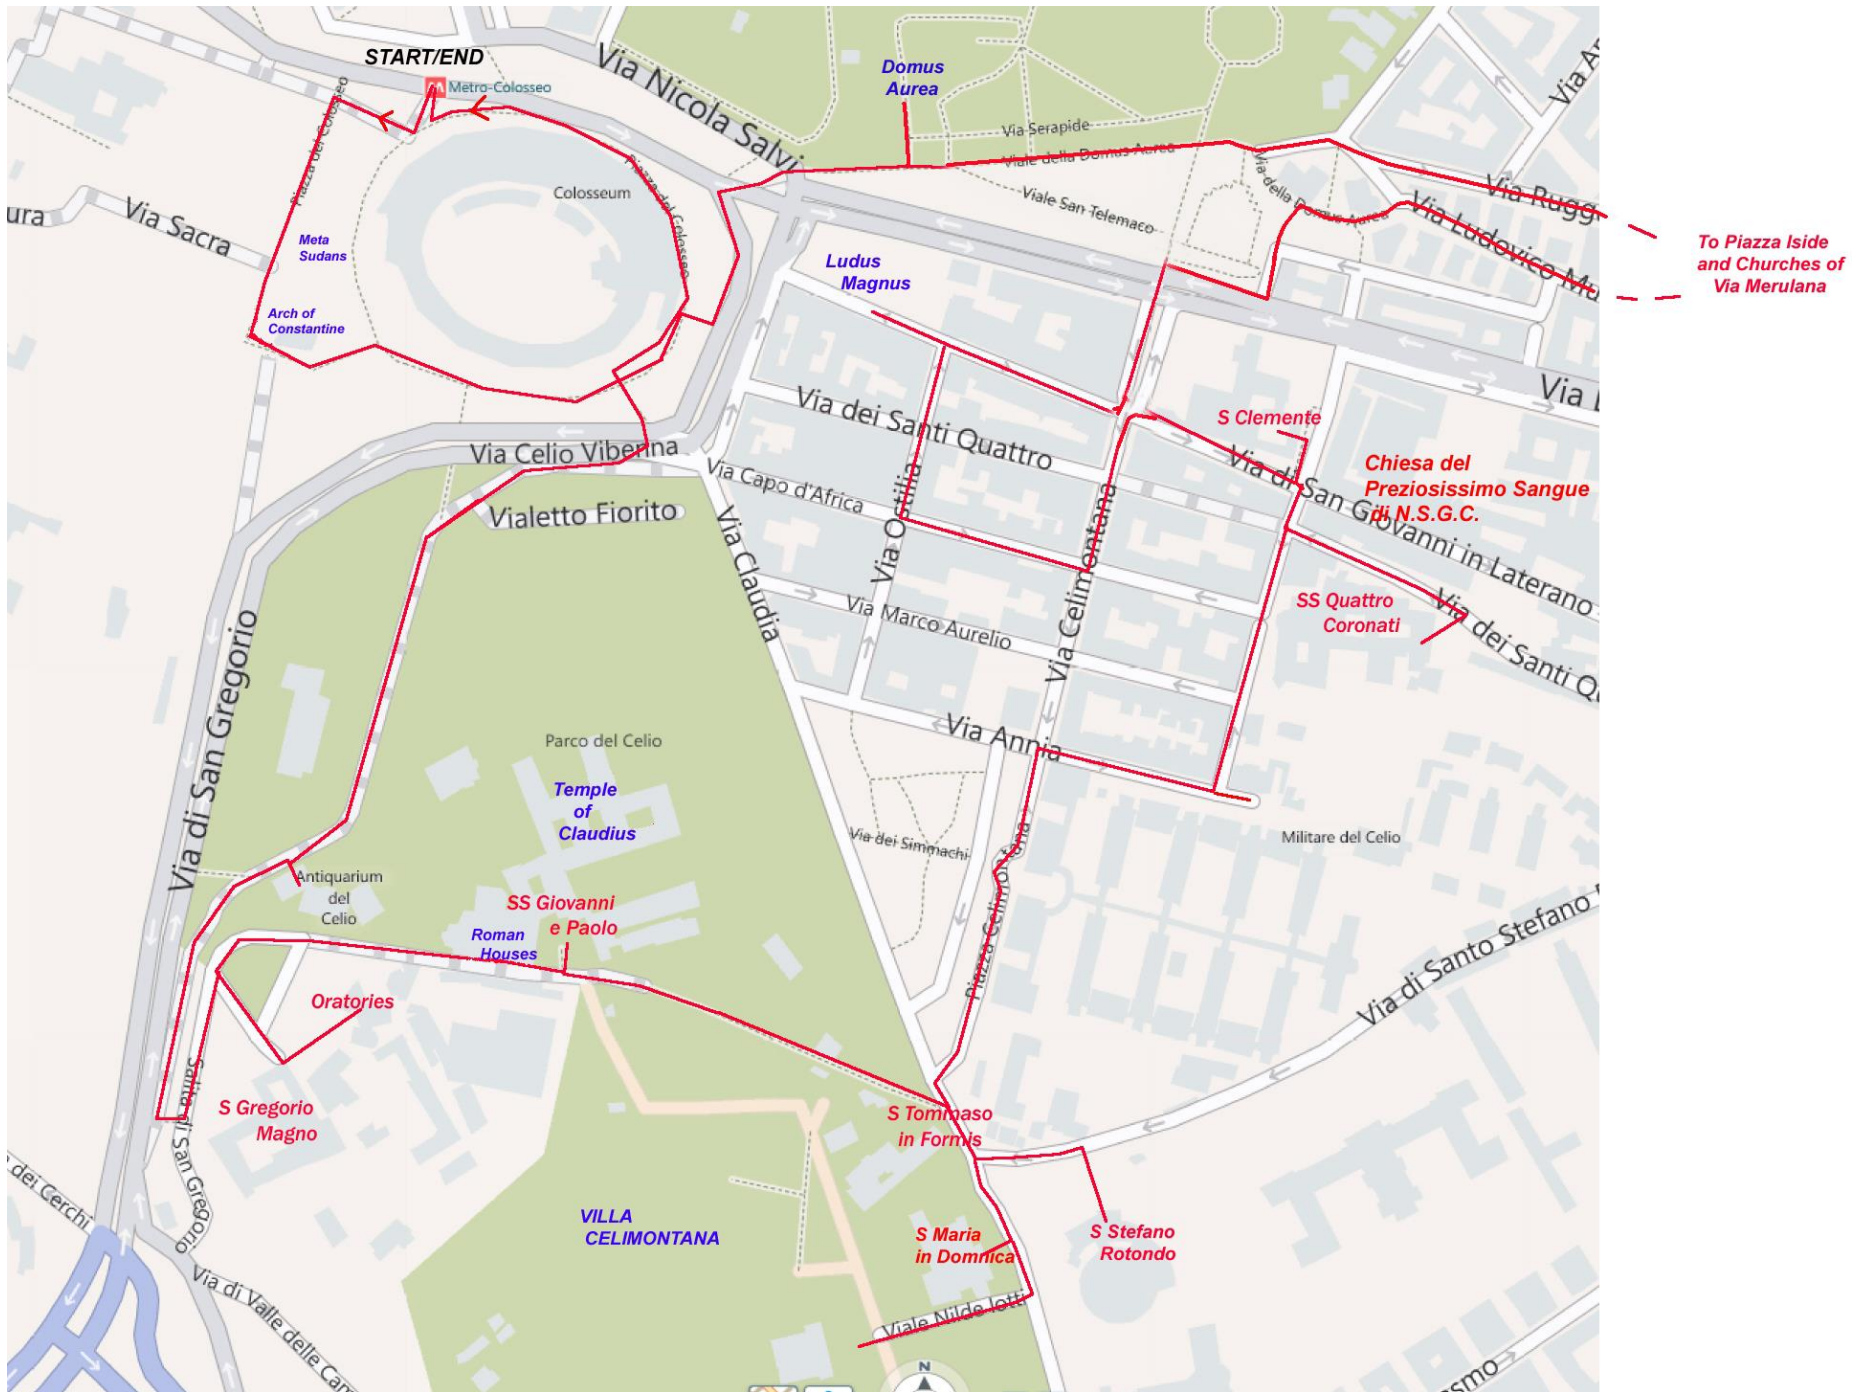 START/END
Metro-Colosseo
Via Nicola Salvi
Domus
Aurea
Via Serapide
Viale della Domus Aurea
Viale San Telemaco
Via della Domus Aurea
Via Rugg
Via Ludovico Mu
To Piazza Iside
and Churches of
Via Merulana
Piazza del Colosseo
Piazza del Colosseo
Colosseum
ura
Via Sacra
Meta
Sudans
Arch of
Constantine
Ludus
Magnus
Via dei Santi Quattro
S Clemente
Via di San Giovanni in Laterano
Chiesa del
Preziosissimo Sangue
di N.S.G.C.
Via Celio Vibenna
Via Capo d'Africa
Vialetto Fiorito
Via Ostilia
Via Claudia
Via Celimontana
Via Marco Aurelio
SS Quattro
Coronati
Via dei Santi Qu
Via di San Gregorio
Parco del Celio
Via Annia
Temple
of
Claudius
Via dei Simmachi
Militare del Celio
Antiquarium
del
Celio
SS Giovanni
e Paolo
Roman
Houses
Piazza Celimontana
Via di Santo Stefano
Oratories
Salita di San Gregorio
S Gregorio
Magno
S Tommaso
in Formis
dei Cerchi
VILLA
CELIMONTANA
S Maria
in Domnica
S Stefano
Rotondo
Via di Valle delle Cam
Viale Nilde Iotti
N
smo